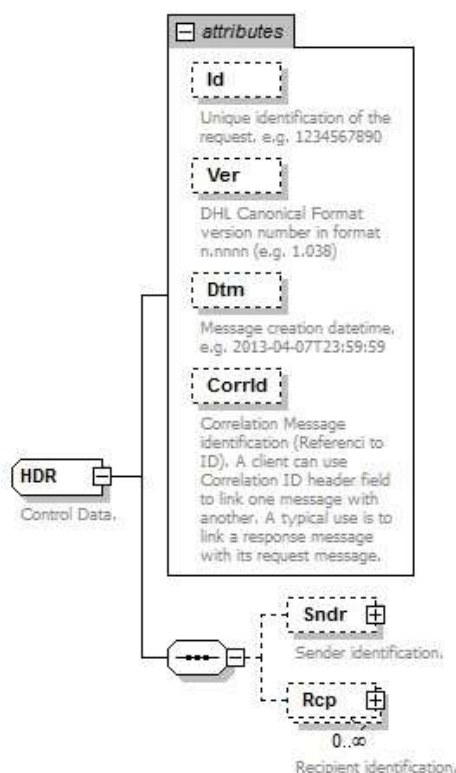 attributes
Id
Unique identification of the
request. e.g. 1234567890
Ver
DHL Canonical Format
version number in format
n.nnnn (e.g. 1.038)
Dtm
Message creation datetime.
e.g. 2013-04-07T23:59:59
CorrId
Correlation Message
identification (Referenci to
ID). A client can use
Correlation ID header field
to link one message with
another. A typical use is to
link a response message
with its request message.
HDR
Control Data.
Sndr
Sender identification.
Rcp
0..∞
Recipient identification.